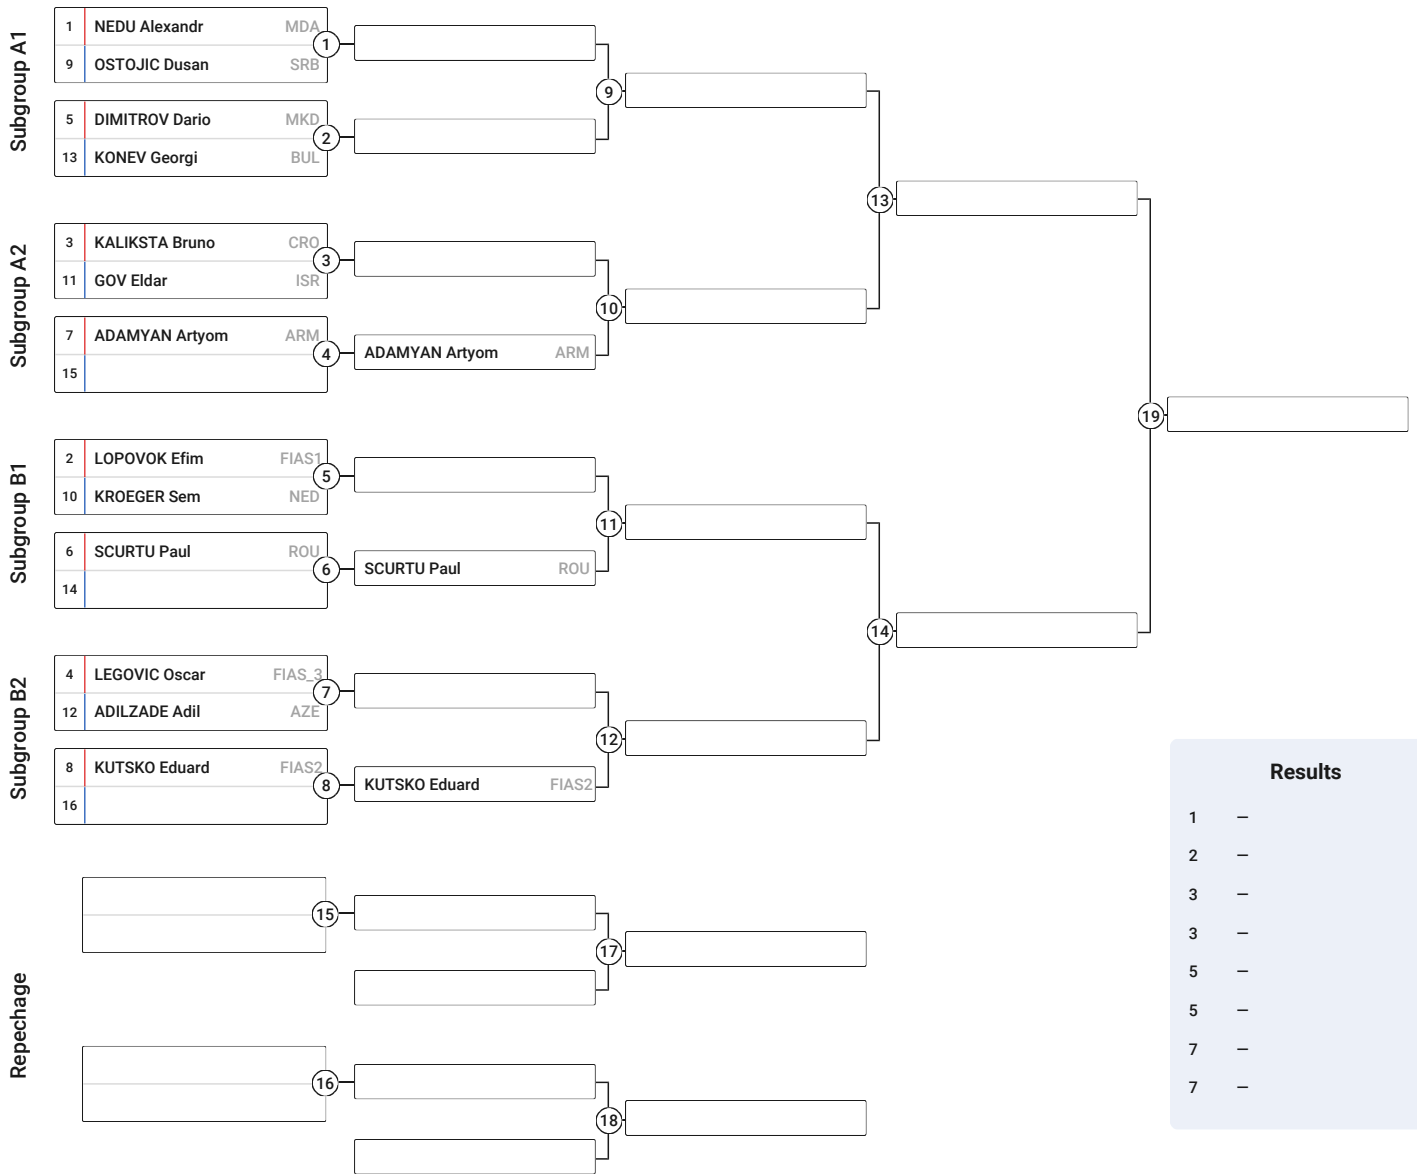 Subgroup A1
1 NEDU Alexandr MDA
9 OSTOJIC Dusan SRB
1
5 DIMITROV Dario MKD
13 KONEV Georgi BUL
2
9
Subgroup A2
3 KALIKSTA Bruno CRO
11 GOV Eldar ISR
3
7 ADAMYAN Artyom ARM
15
4
ADAMYAN Artyom ARM
10
13
Subgroup B1
2 LOPOVOK Efim FIAS1
10 KROEGER Sem NED
5
6 SCURTU Paul ROU
14
6
SCURTU Paul ROU
11
Subgroup B2
4 LEGOVIC Oscar FIAS_3
12 ADILZADE Adil AZE
7
8 KUTSKO Eduard FIAS2
16
8
KUTSKO Eduard FIAS2
12
14
19
Repechage
15
17
16
18
Results
1 –
2 –
3 –
3 –
5 –
5 –
7 –
7 –